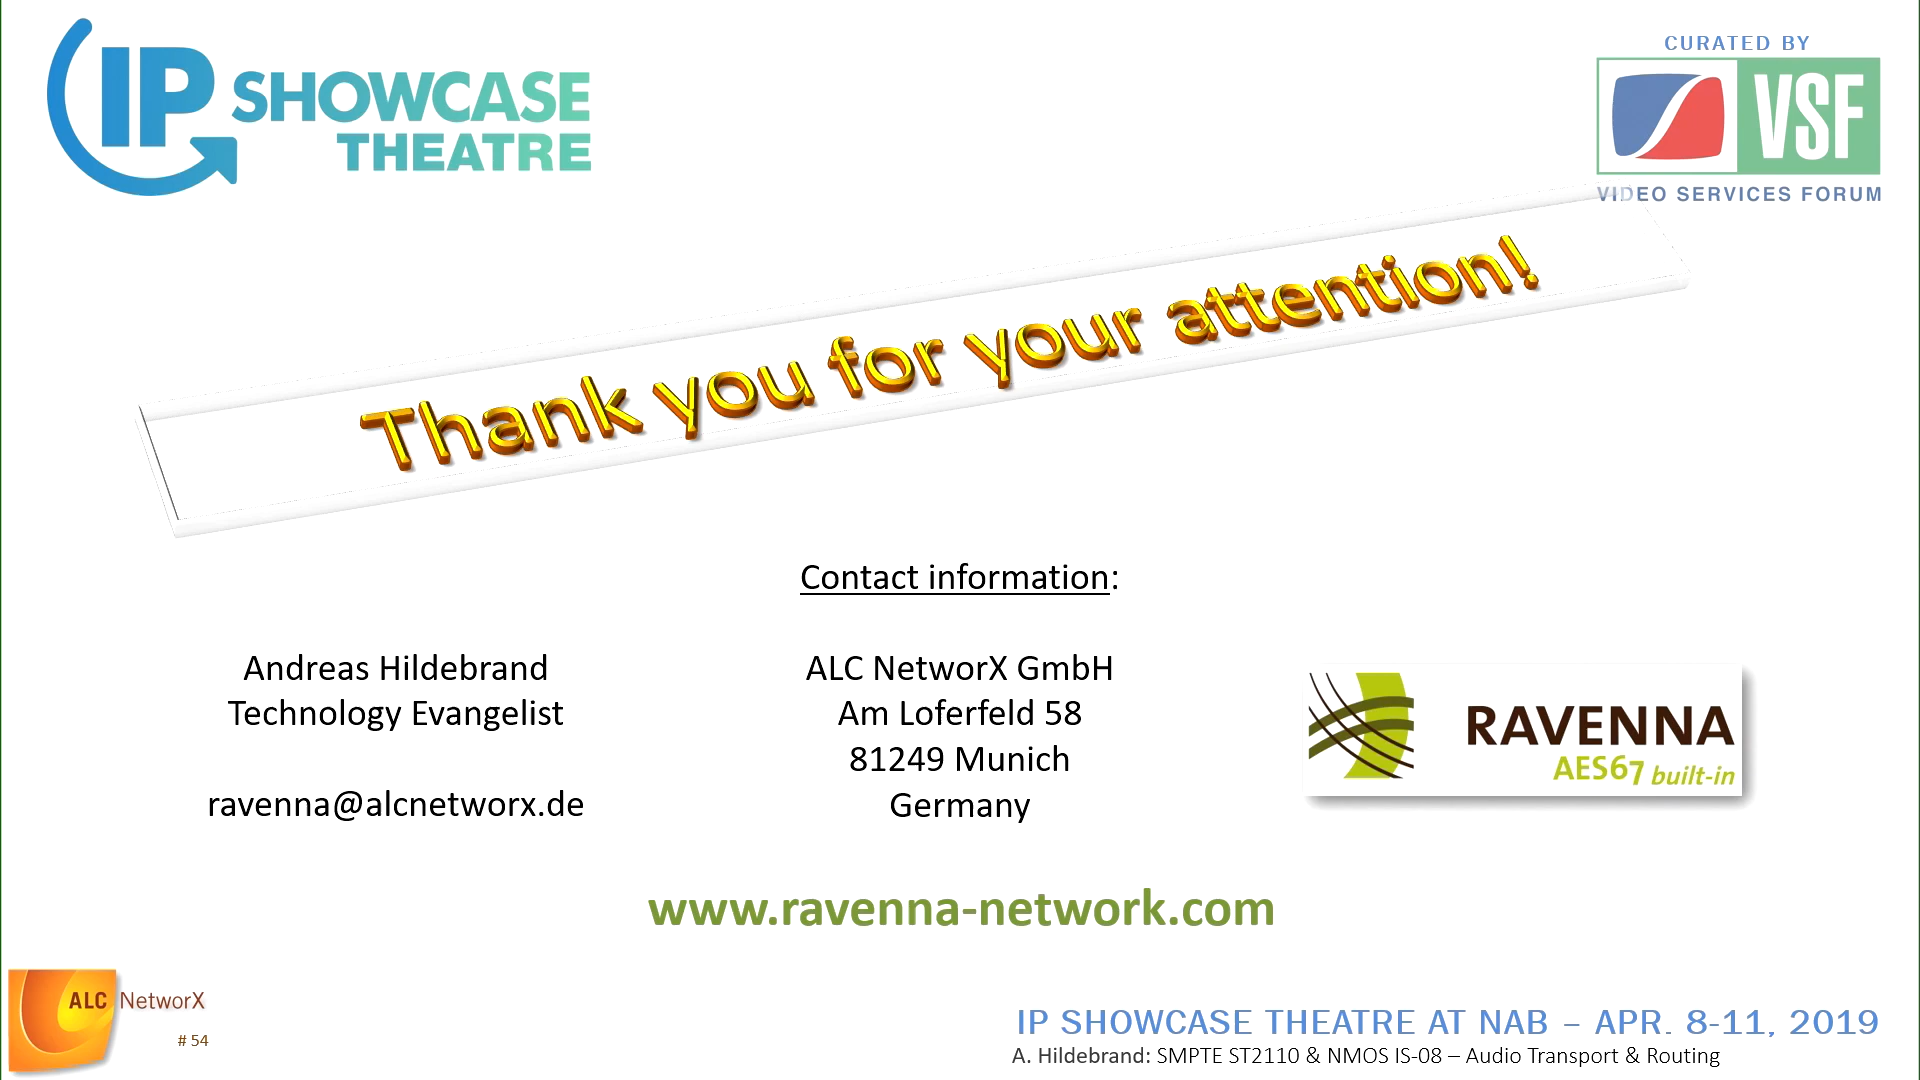 IP SHOWCASE
THEATRE
CURATED BY
VSF
VIDEO SERVICES FORUM
Thank you for your attention!
Contact information:
Andreas Hildebrand
Technology Evangelist
ravenna@alcnetworx.de
ALC NetworX GmbH
Am Loferfeld 58
81249 Munich
Germany
RAVENNA
AES67 built-in
www.ravenna-network.com
ALC NetworX
# 54
IP SHOWCASE THEATRE AT NAB – APR. 8-11, 2019
A. Hildebrand: SMPTE ST2110 & NMOS IS-08 – Audio Transport & Routing